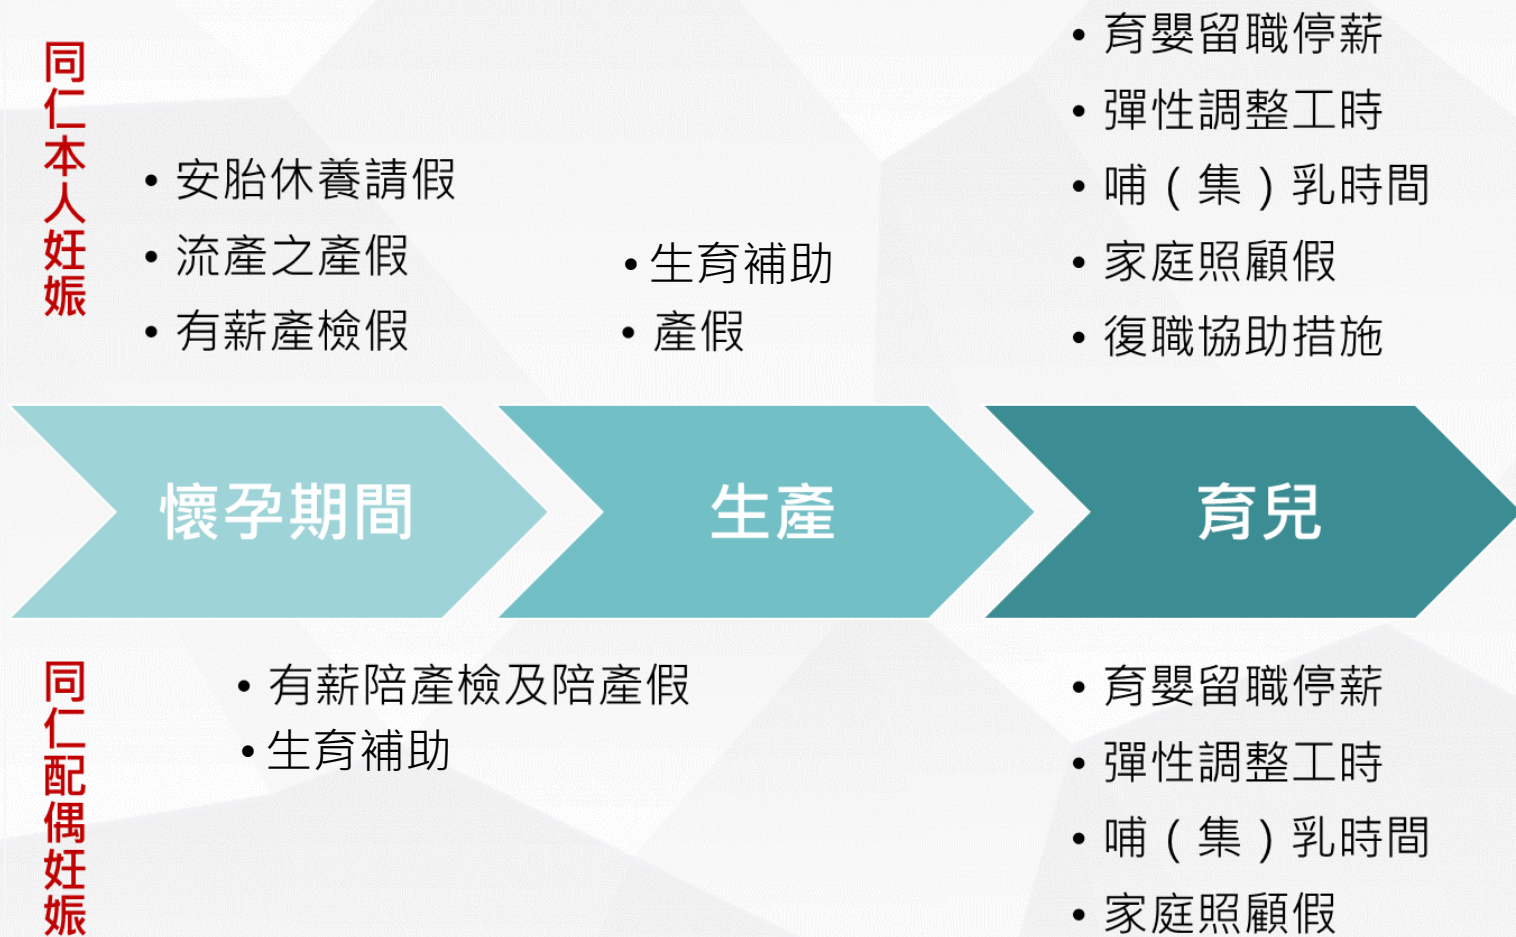 同仁本人妊娠
• 安胎休養請假
• 流產之產假
• 有薪產檢假
• 生育補助
• 產假
• 育嬰留職停薪
• 彈性調整工時
• 哺（集）乳時間
• 家庭照顧假
• 復職協助措施
懷孕期間
生產
育兒
同仁配偶妊娠
• 有薪陪產檢及陪產假
• 生育補助
• 育嬰留職停薪
• 彈性調整工時
• 哺（集）乳時間
• 家庭照顧假